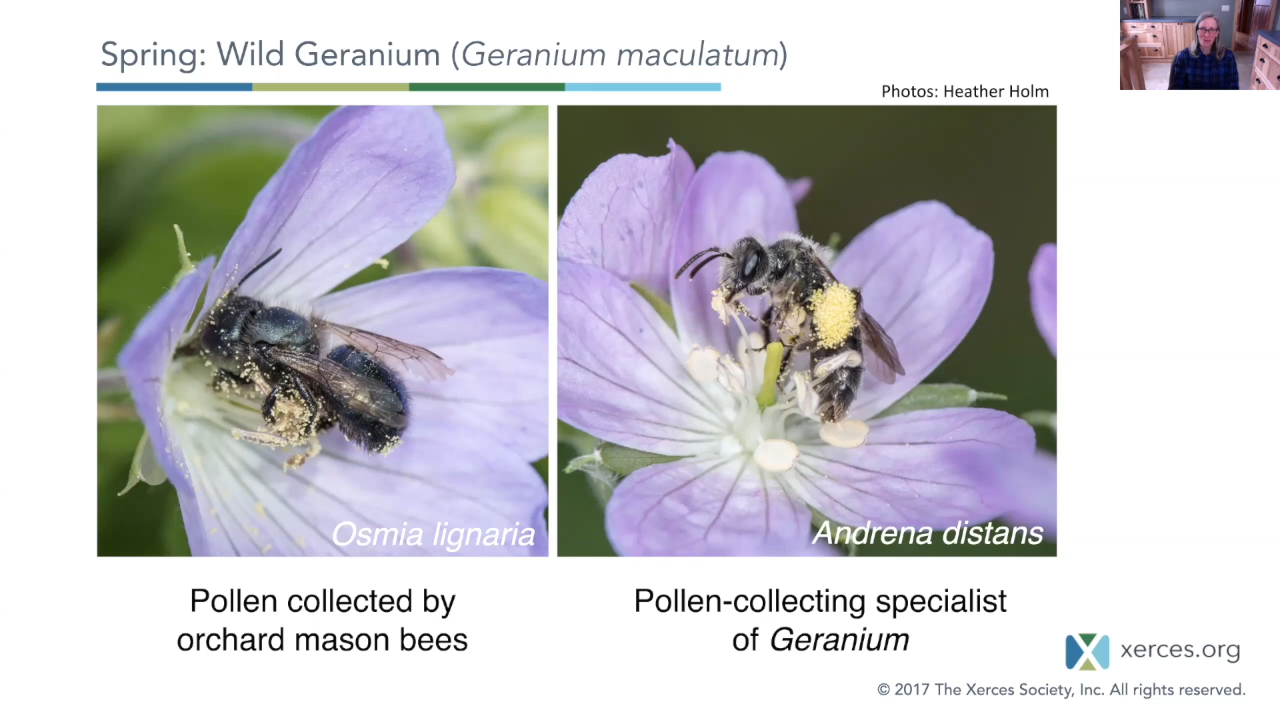 Spring: Wild Geranium (Geranium maculatum)
Photos: Heather Holm
Osmia lignaria
Andrena distans
Pollen collected by
orchard mason bees
Pollen-collecting specialist
of Geranium
xerces.org
© 2017 The Xerces Society, Inc. All rights reserved.